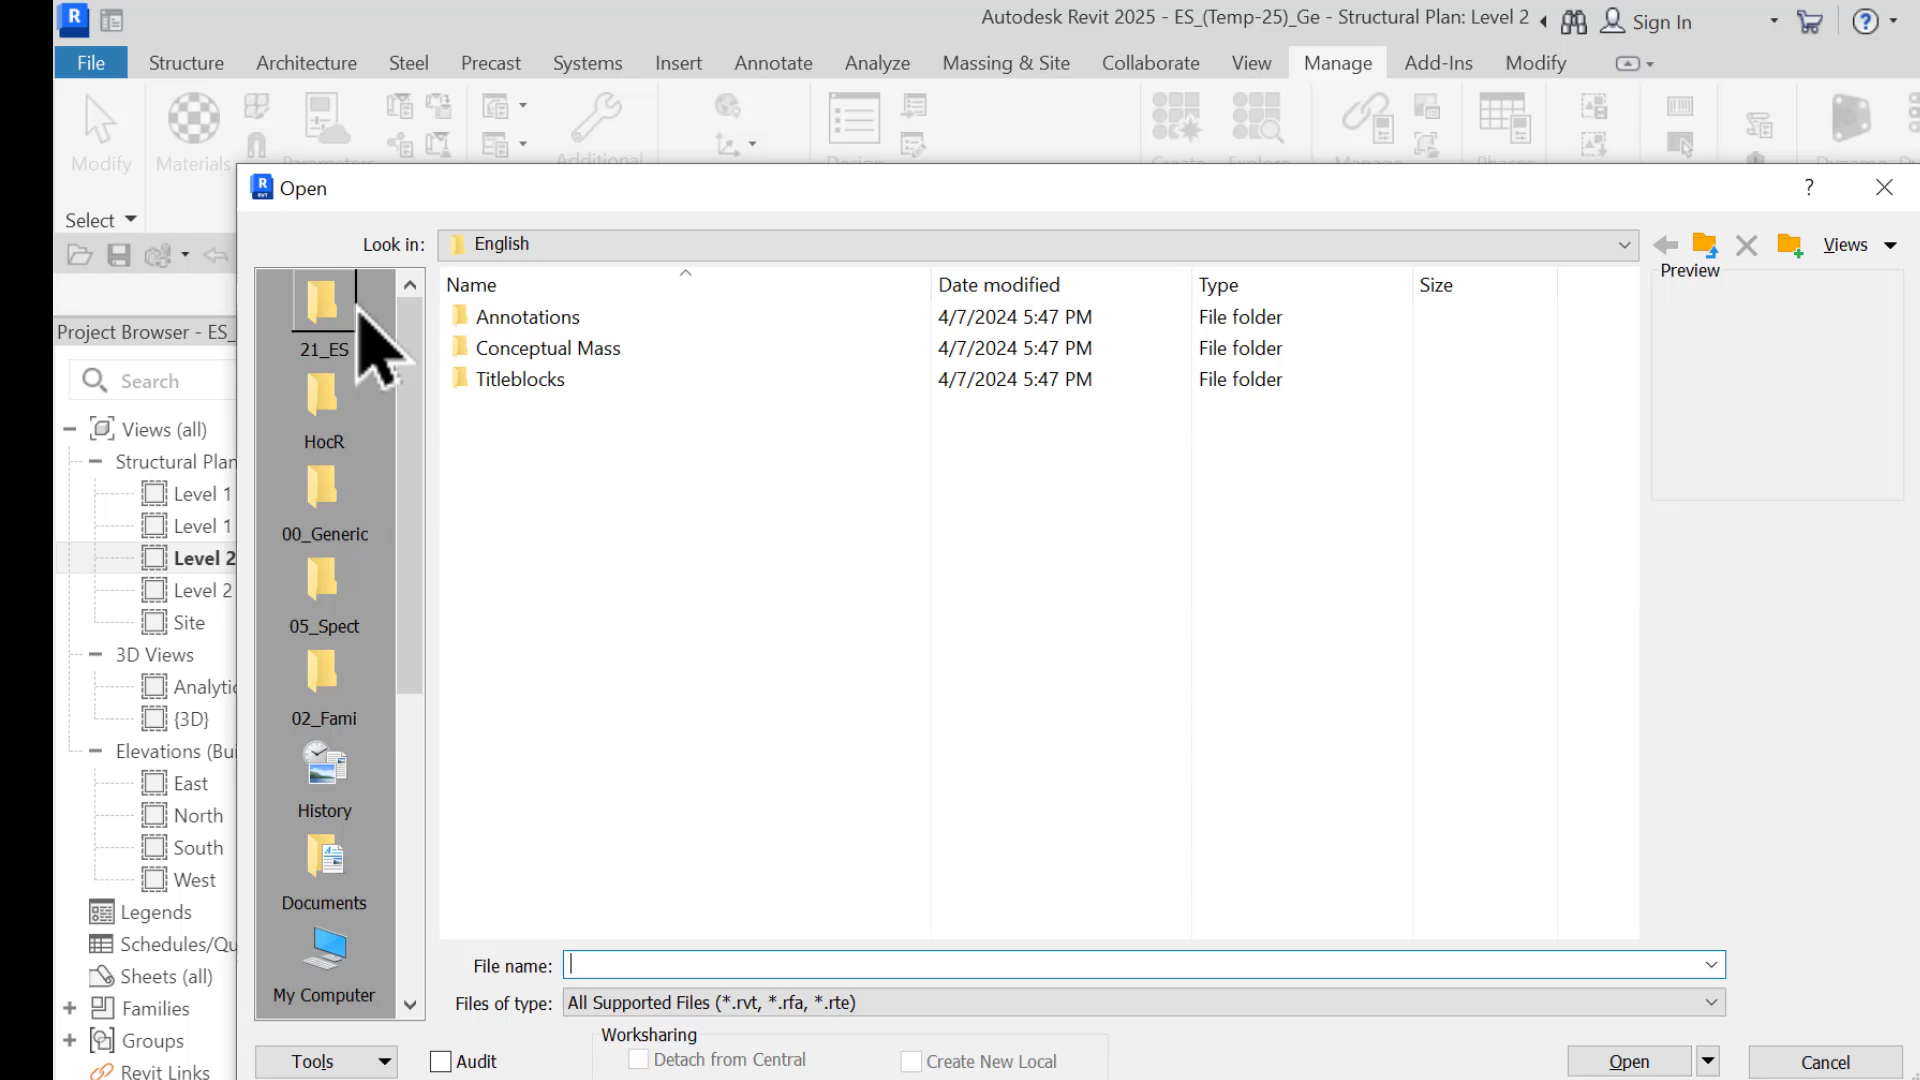 Autodesk Revit 2025 - ES_(Temp-25)_Ge - Structural Plan: Level 2
Sign In
File
Structure
Architecture
Steel
Precast
Systems
Insert
Annotate
Analyze
Massing & Site
Collaborate
View
Manage
Add-Ins
Modify
Modify
Materials
Select
Open
Look in:
English
Views
Name
Date modified
Type
Size
Preview
Annotations
4/7/2024 5:47 PM
File folder
Conceptual Mass
4/7/2024 5:47 PM
File folder
Titleblocks
4/7/2024 5:47 PM
File folder
21_ES
HocR
00_Generic
05_Spect
02_Fami
History
Documents
My Computer
Project Browser - ES_
Search
Views (all)
Structural Plan
Level 1
Level 1
Level 2
Level 2
Site
3D Views
Analytic
{3D}
Elevations (Bui
East
North
South
West
Legends
Schedules/Qu
Sheets (all)
Families
Groups
Revit Links
File name:
Files of type:
All Supported Files (*.rvt, *.rfa, *.rte)
Worksharing
Tools
Audit
Detach from Central
Create New Local
Open
Cancel